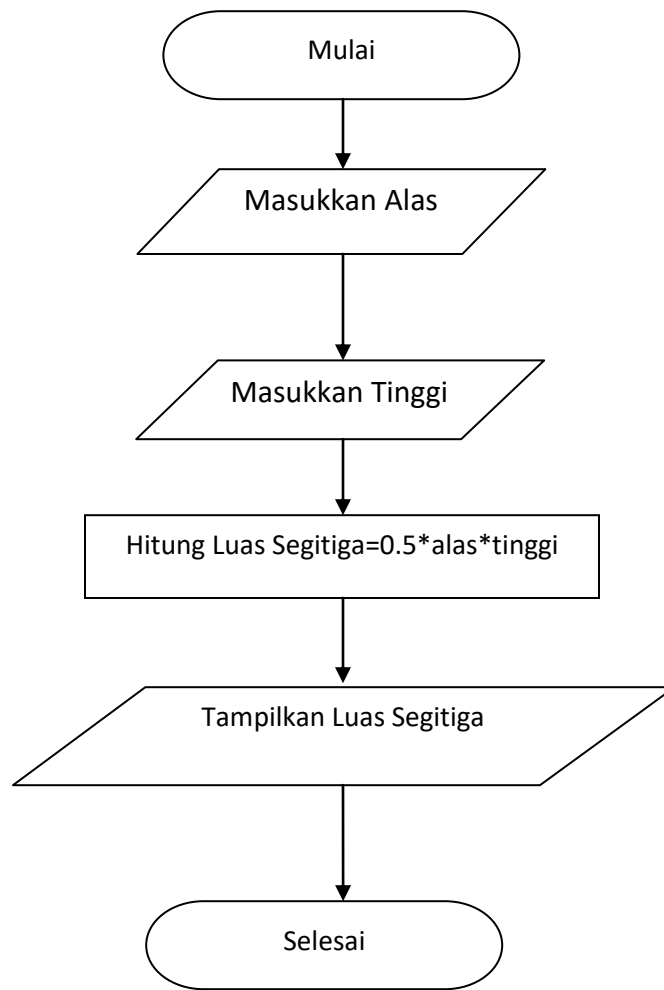 Mulai
Masukkan Alas
Masukkan Tinggi
Hitung Luas Segitiga=0.5*alas*tinggi
Tampilkan Luas Segitiga
Selesai